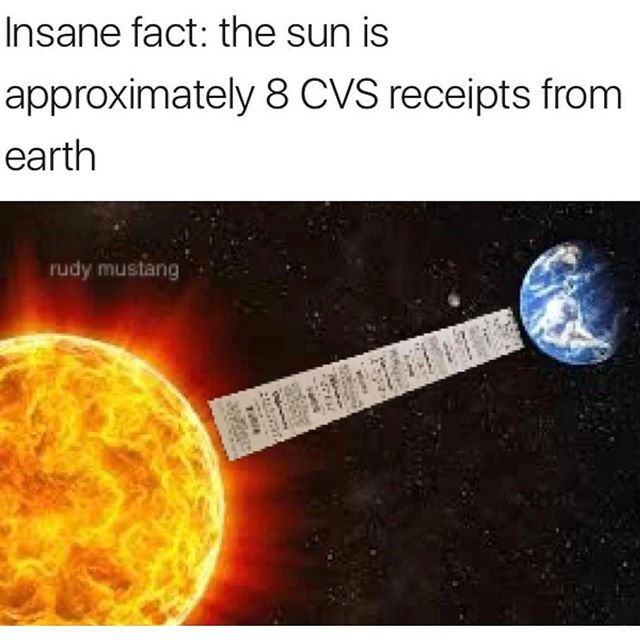 Insane fact: the sun is
approximately 8 CVS receipts from
earth
rudy mustang